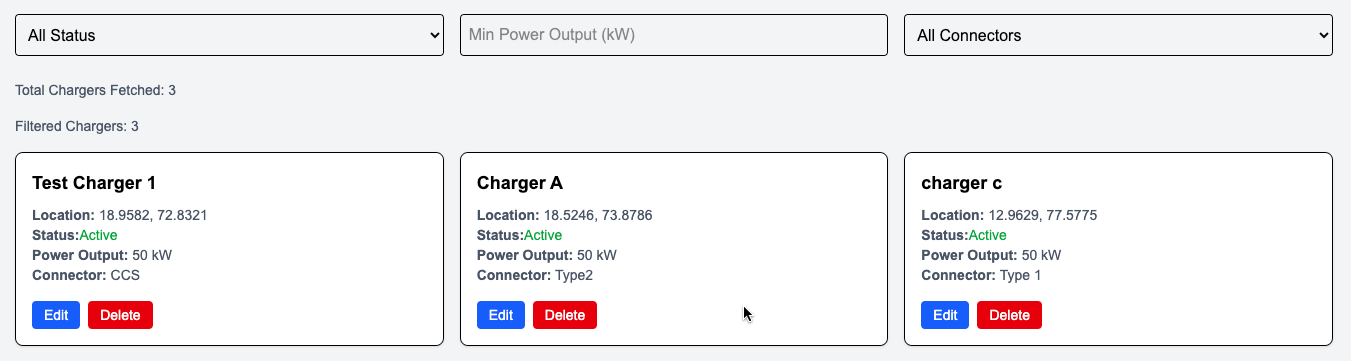 All Status
Min Power Output (kW)
All Connectors
Total Chargers Fetched: 3
Filtered Chargers: 3
Test Charger 1
Location: 18.9582, 72.8321
Status:Active
Power Output: 50 kW
Connector: CCS
Edit
Delete
Charger A
Location: 18.5246, 73.8786
Status:Active
Power Output: 50 kW
Connector: Type2
Edit
Delete
charger c
Location: 12.9629, 77.5775
Status:Active
Power Output: 50 kW
Connector: Type 1
Edit
Delete